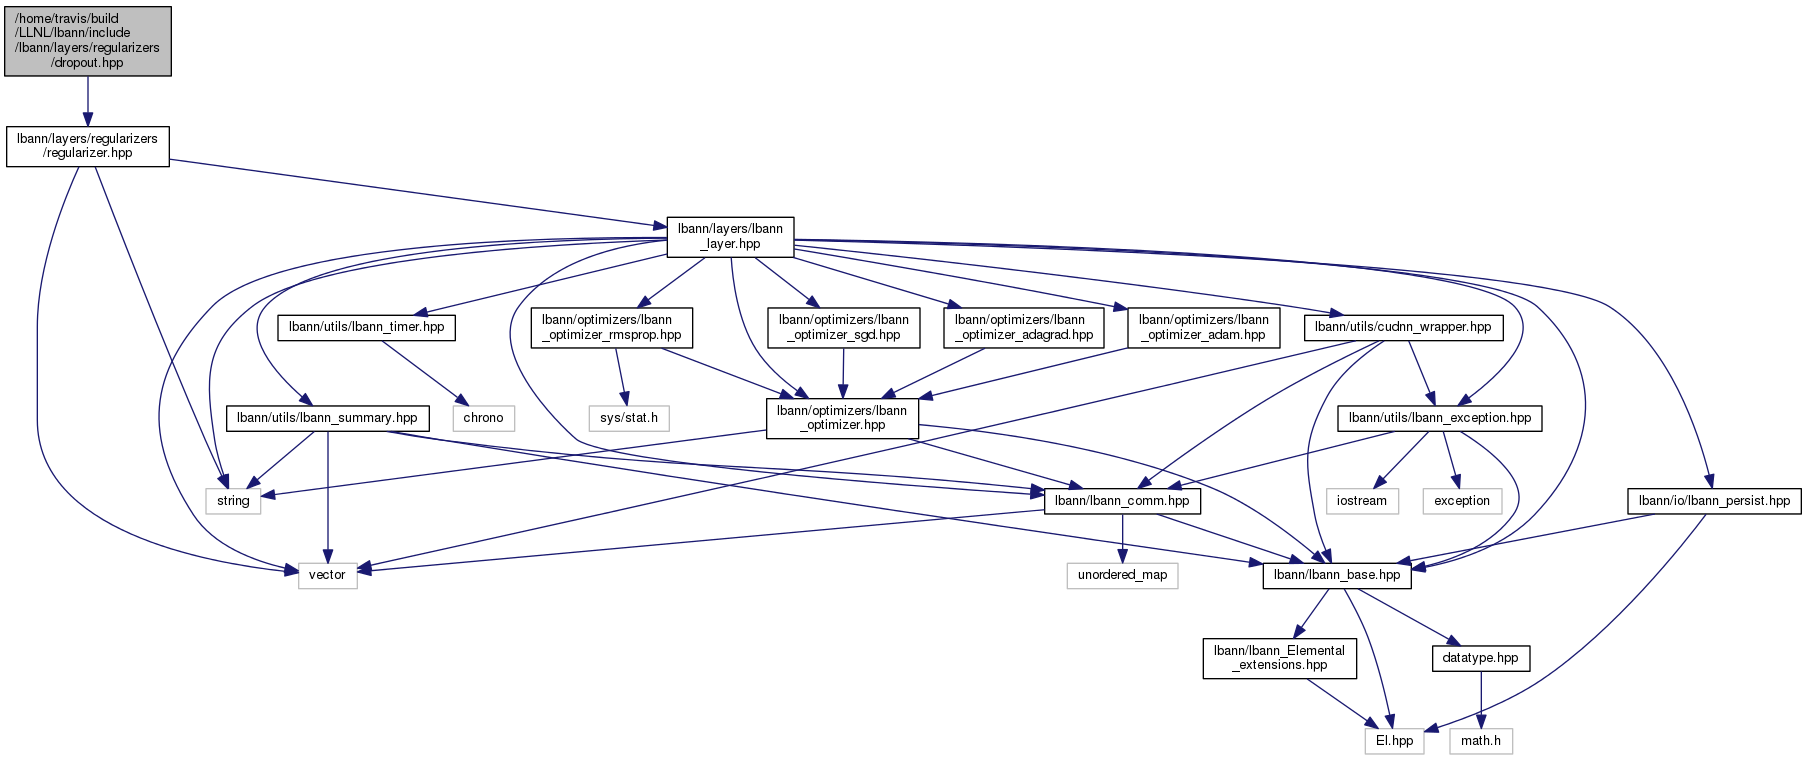 /home/travis/build
/LLNL/lbann/include
/lbann/layers/regularizers
/dropout.hpp
lbann/layers/regularizers
/regularizer.hpp
lbann/layers/lbann
_layer.hpp
lbann/utils/lbann_timer.hpp
lbann/optimizers/lbann
_optimizer_rmsprop.hpp
lbann/optimizers/lbann
_optimizer_sgd.hpp
lbann/optimizers/lbann
_optimizer_adagrad.hpp
lbann/optimizers/lbann
_optimizer_adam.hpp
lbann/utils/cudnn_wrapper.hpp
lbann/utils/lbann_summary.hpp
chrono
sys/stat.h
lbann/optimizers/lbann
_optimizer.hpp
lbann/utils/lbann_exception.hpp
string
lbann/lbann_comm.hpp
iostream
exception
lbann/io/lbann_persist.hpp
vector
unordered_map
lbann/lbann_base.hpp
lbann/lbann_Elemental
_extensions.hpp
datatype.hpp
El.hpp
math.h